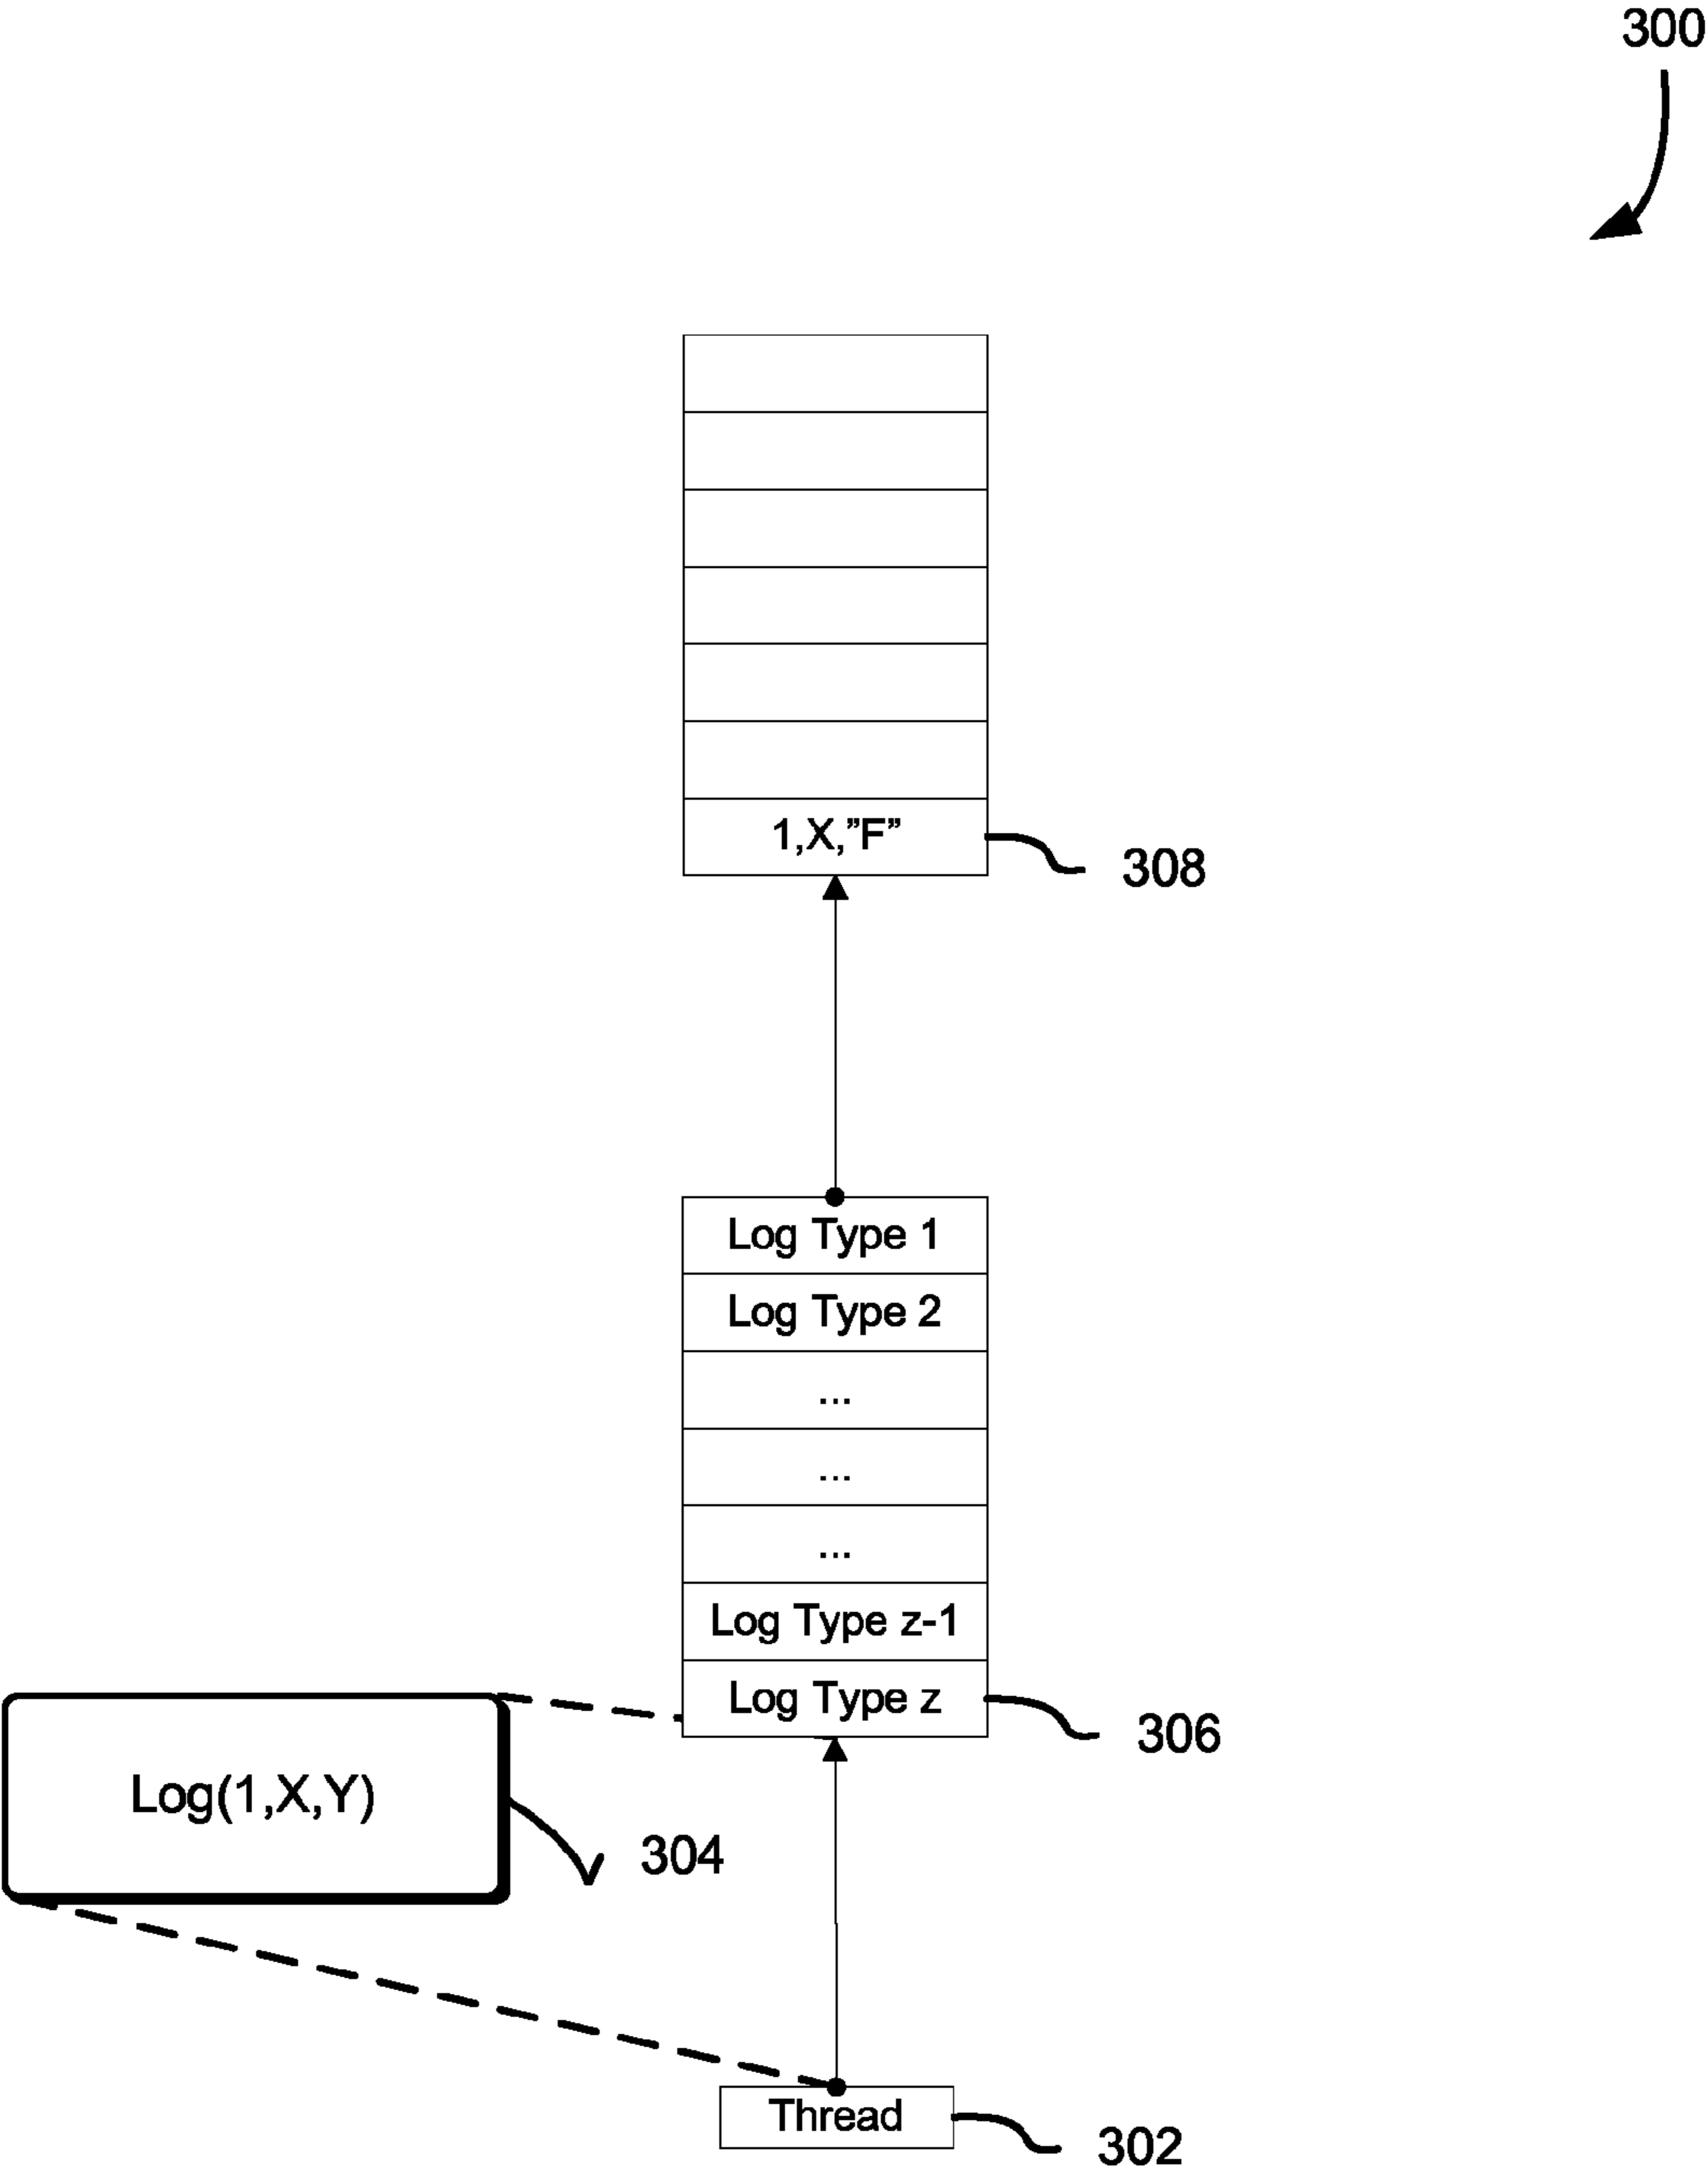 300
1,X,”F”
308
Log Type 1
Log Type 2
...
...
...
Log Type z-1
Log Type z
306
Log(1,X,Y)
304
Thread
302